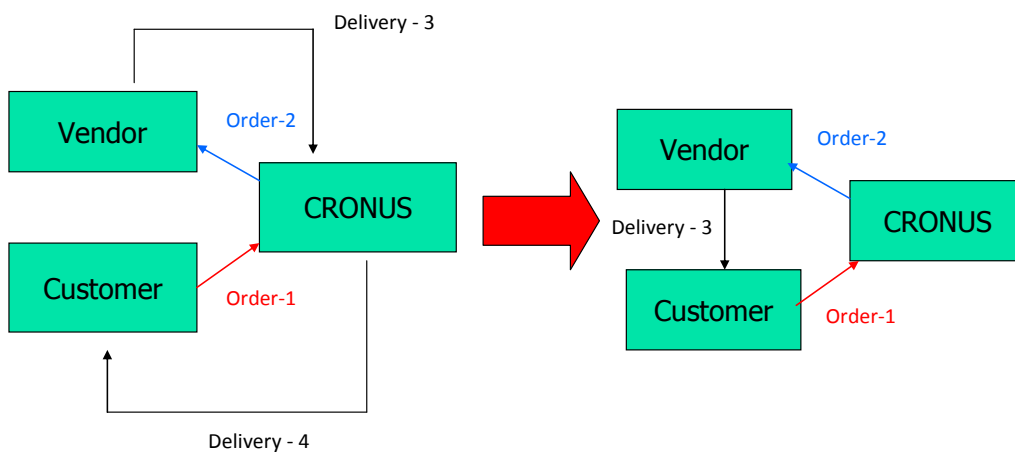 Delivery - 3
Vendor
Order-2
CRONUS
Customer
Order-1
Delivery - 4
Vendor
Order-2
CRONUS
Delivery - 3
Customer
Order-1